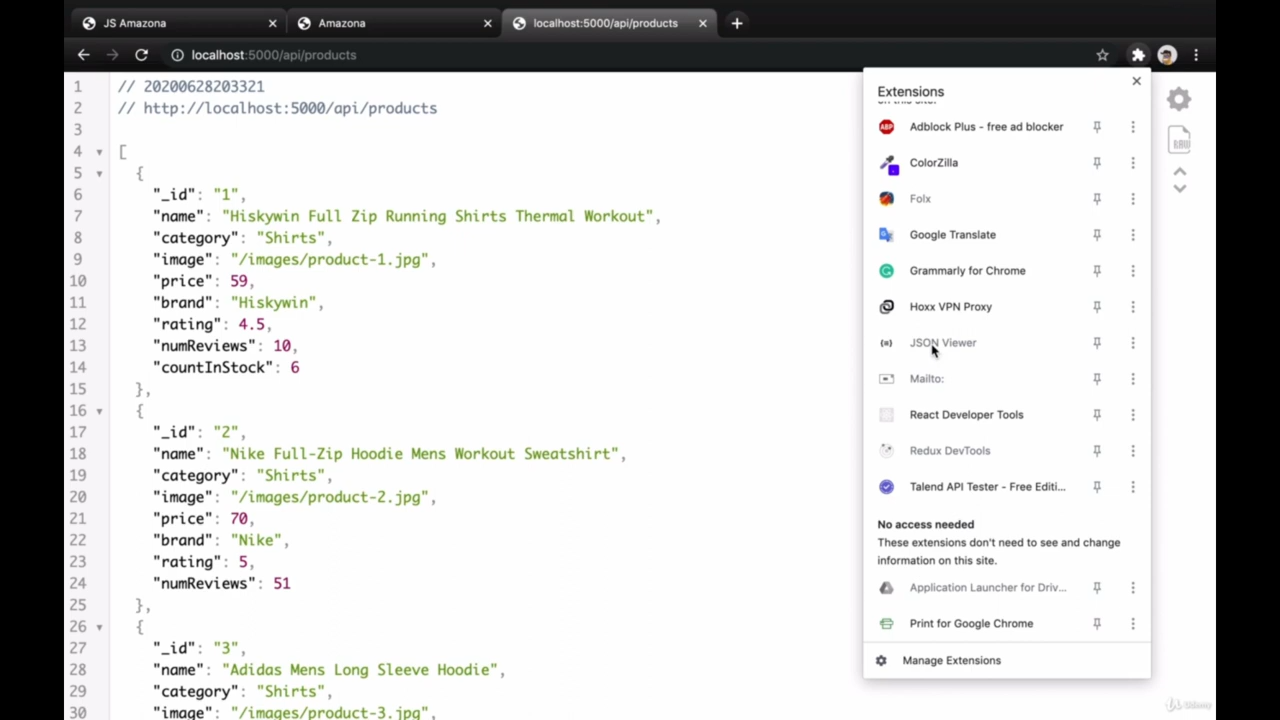 JS Amazona
Amazona
localhost:5000/api/products
localhost:5000/api/products
1 // 20200628203321
2 // http://localhost:5000/api/products
3
4 [
5 {
6 "_id": "1",
7 "name": "Hiskywin Full Zip Running Shirts Thermal Workout",
8 "category": "Shirts",
9 "image": "/images/product-1.jpg",
10 "price": 59,
11 "brand": "Hiskywin",
12 "rating": 4.5,
13 "numReviews": 10,
14 "countInStock": 6
15 },
16 {
17 "_id": "2",
18 "name": "Nike Full-Zip Hoodie Mens Workout Sweatshirt",
19 "category": "Shirts",
20 "image": "/images/product-2.jpg",
21 "price": 70,
22 "brand": "Nike",
23 "rating": 5,
24 "numReviews": 51
25 },
26 {
27 "_id": "3",
28 "name": "Adidas Mens Long Sleeve Hoodie",
29 "category": "Shirts",
30 "image": "/images/product-3.jpg",
Extensions
on this site.
ABP Adblock Plus - free ad blocker
ColorZilla
Folx
Google Translate
Grammarly for Chrome
Hoxx VPN Proxy
JSON Viewer
Mailto:
React Developer Tools
Redux DevTools
Talend API Tester - Free Editi...
No access needed
These extensions don't need to see and change
information on this site.
Application Launcher for Driv...
Print for Google Chrome
Manage Extensions
RAW
Udemy